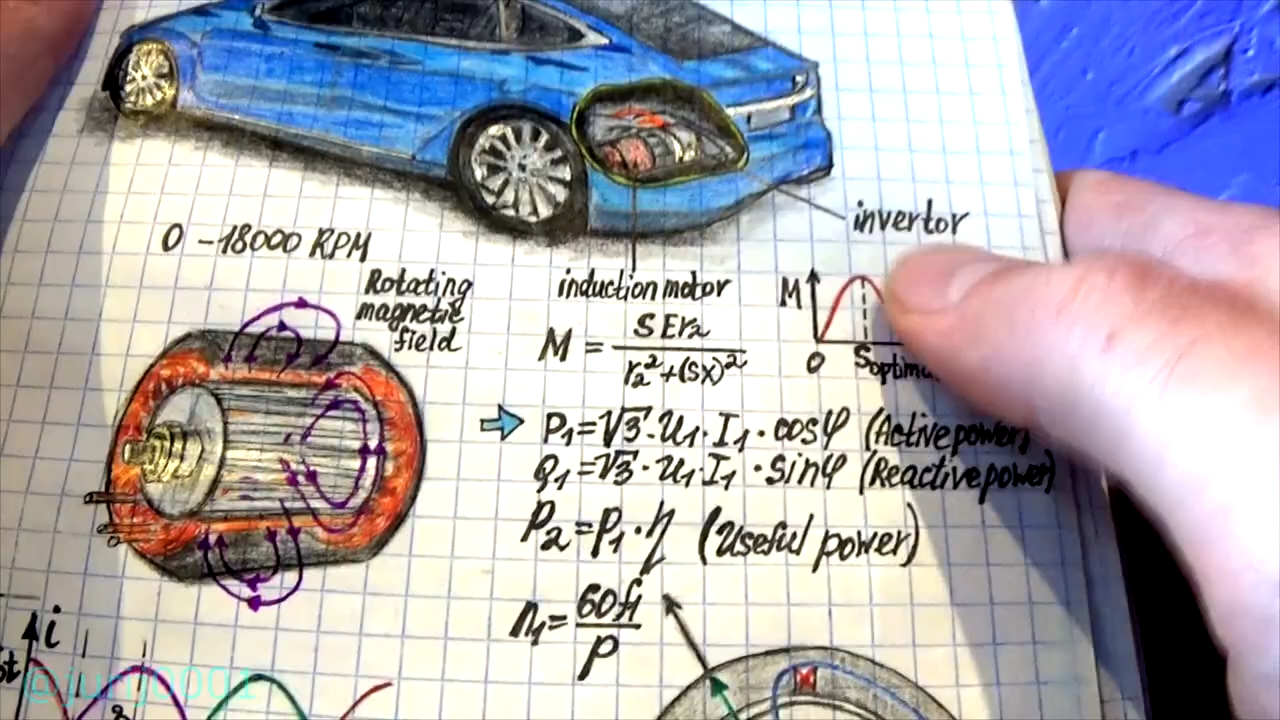 invertor
0 - 18000 RPM
Rotating
magnetic
field
induction motor
M
0
M = S E r₂ / r₂² + (sx)²
P₁ = √3 · U₁ · I₁ · cosφ (Active power)
Q₁ = √3 · U₁ · I₁ · sinφ (Reactive power)
P₂ = P₁ · η (Useful power)
n₁ = 60f₁ / P
i